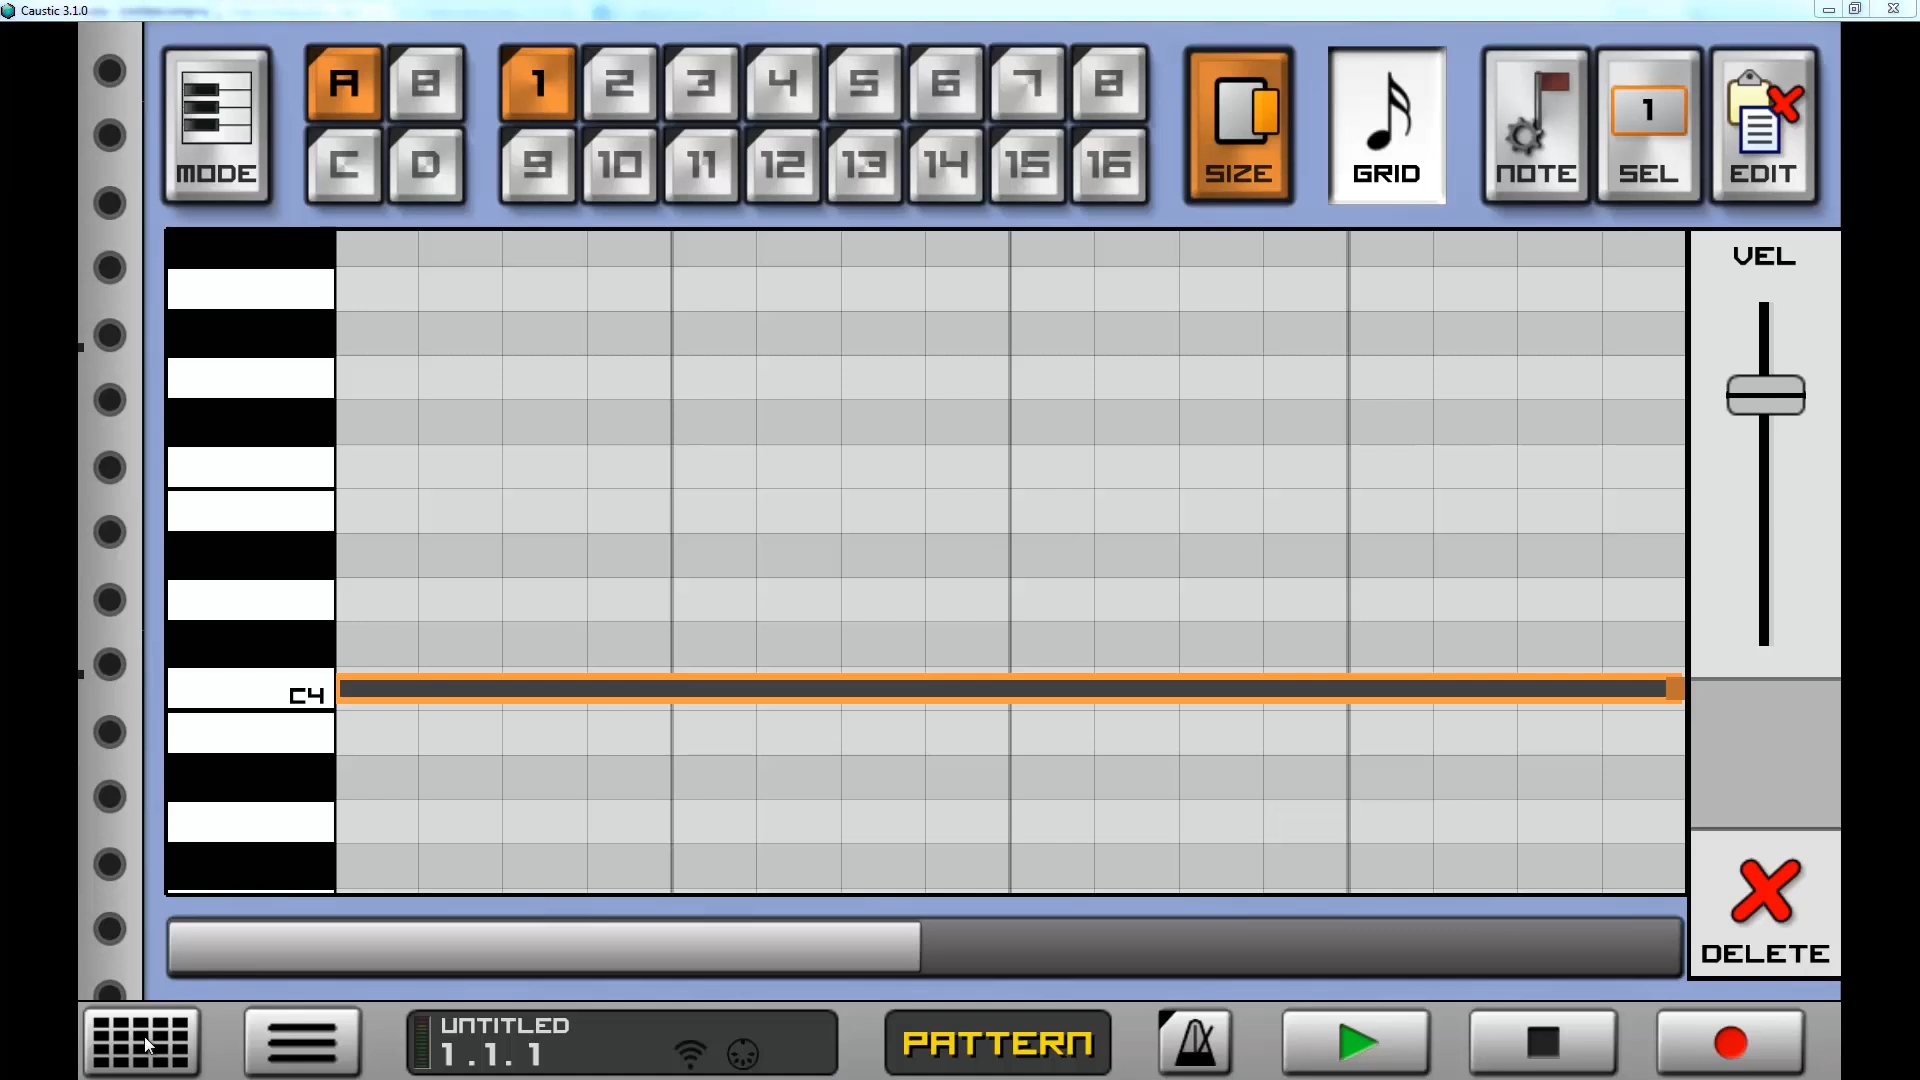 Caustic 3.1.0
MODE
A B
C D
1 2 3 4 5 6 7 8
9 10 11 12 13 14 15 16
SIZE
GRID
NOTE
1
SEL
EDIT
VEL
C4
DELETE
UNTITLED
1.1.1
PATTERN